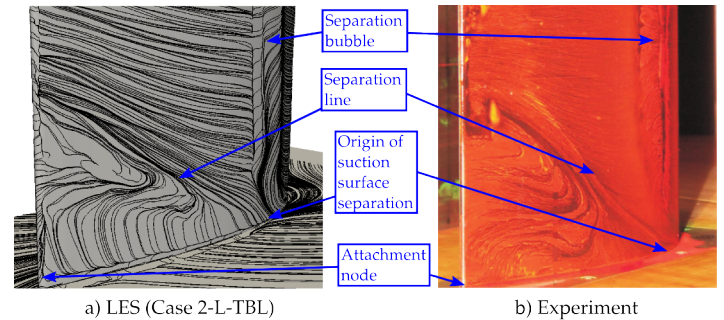 Separation
bubble
Separation
line
Origin of
suction
surface
separation
Attachment
node
a) LES (Case 2-L-TBL)
b) Experiment